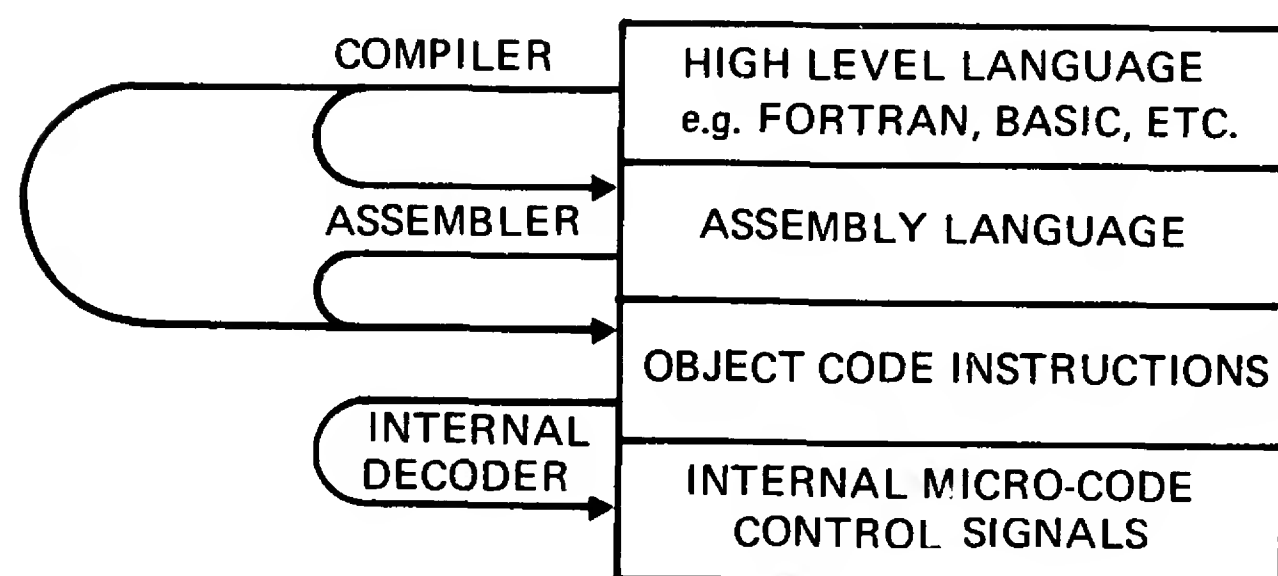 COMPILER
HIGH LEVEL LANGUAGE
e.g. FORTRAN, BASIC, ETC.
ASSEMBLER
ASSEMBLY LANGUAGE
OBJECT CODE INSTRUCTIONS
INTERNAL
DECODER
INTERNAL MICRO-CODE
CONTROL SIGNALS